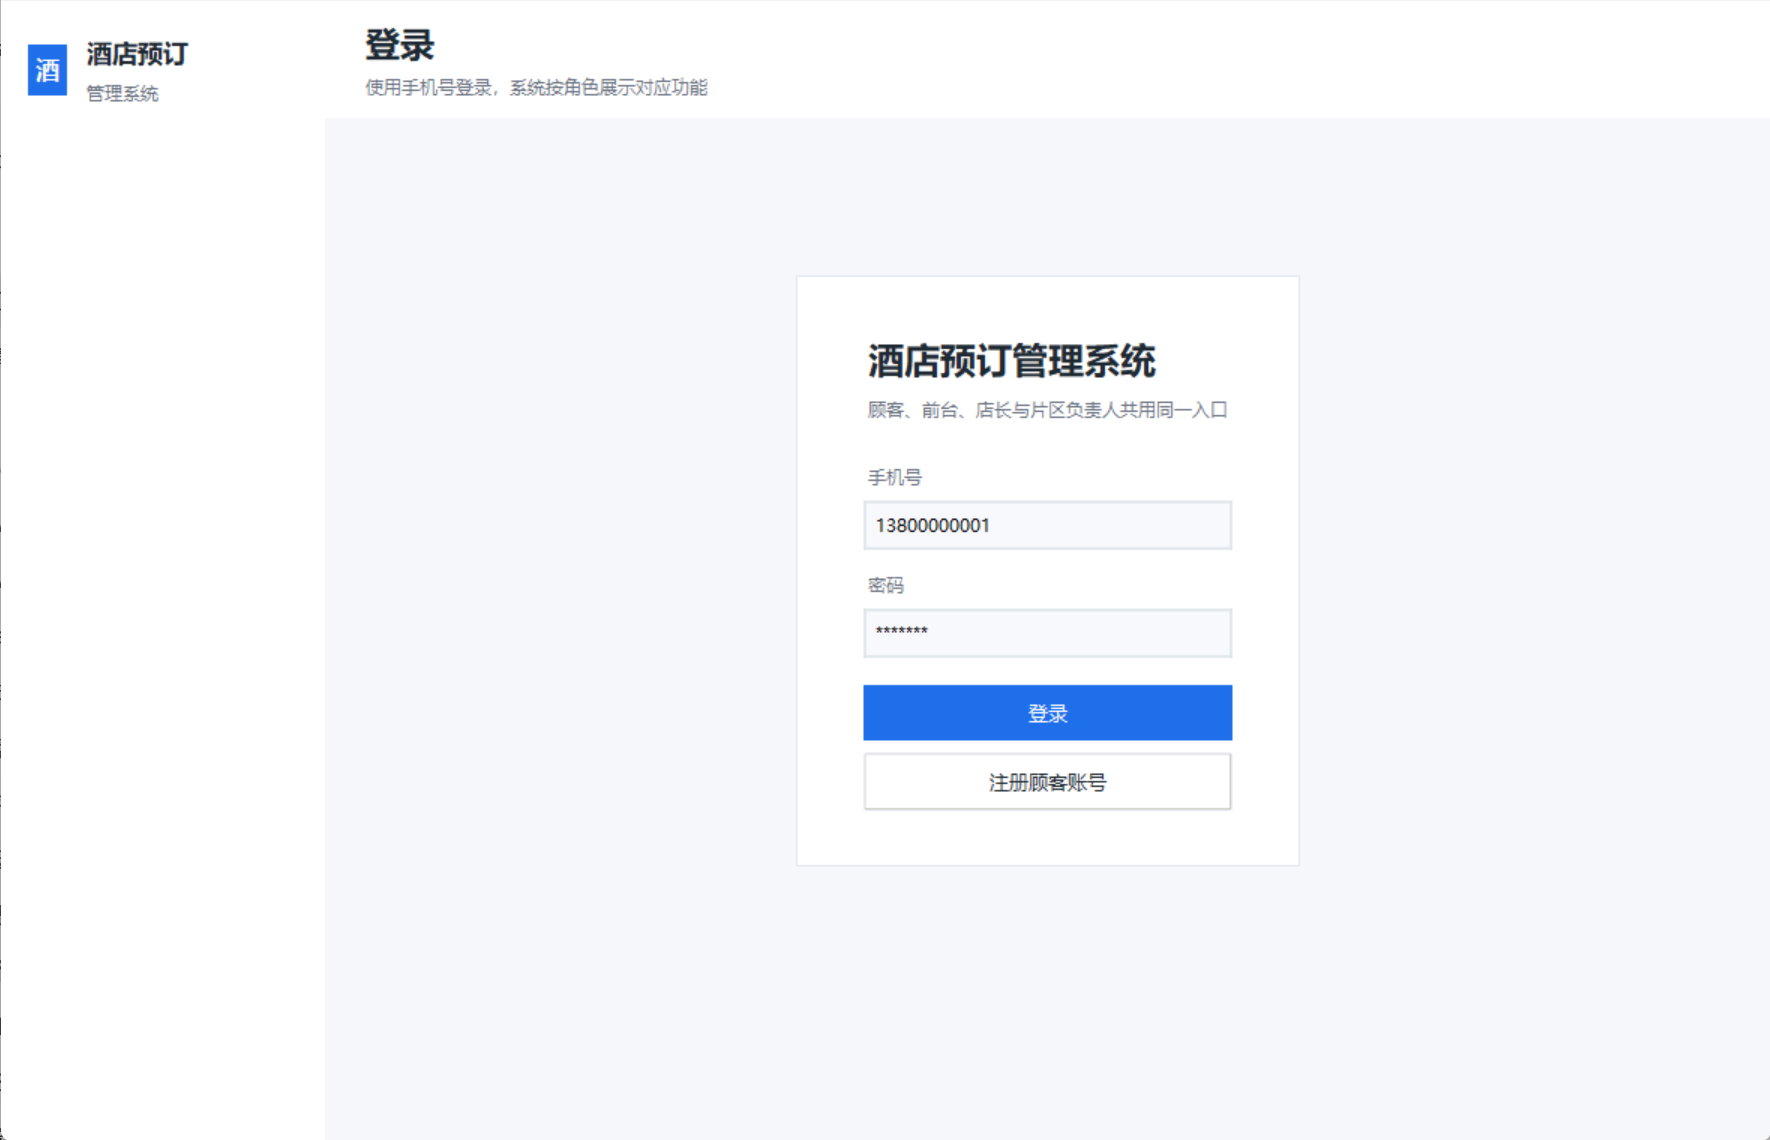 酒
酒店预订
管理系统
登录
使用手机号登录，系统按角色展示对应功能
酒店预订管理系统
顾客、前台、店长与片区负责人共用同一入口
手机号
13800000001
密码
*******
登录
注册顾客账号